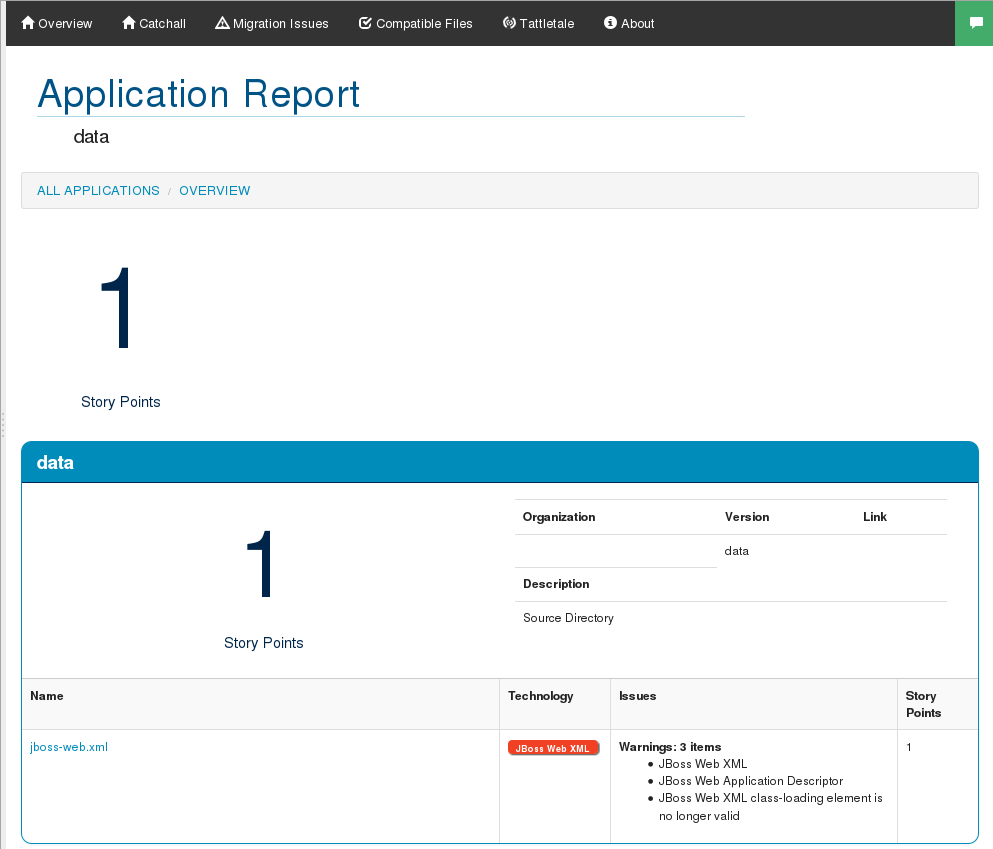 Overview Catchall Migration Issues Compatible Files Tattletale About
Application Report
data
ALL APPLICATIONS / OVERVIEW
1
Story Points
data
1
Story Points
Organization Version Link
data
Description
Source Directory
Name Technology Issues Story Points
jboss-web.xml JBoss Web XML Warnings: 3 items 1
• JBoss Web XML
• JBoss Web Application Descriptor
• JBoss Web XML class-loading element is
no longer valid